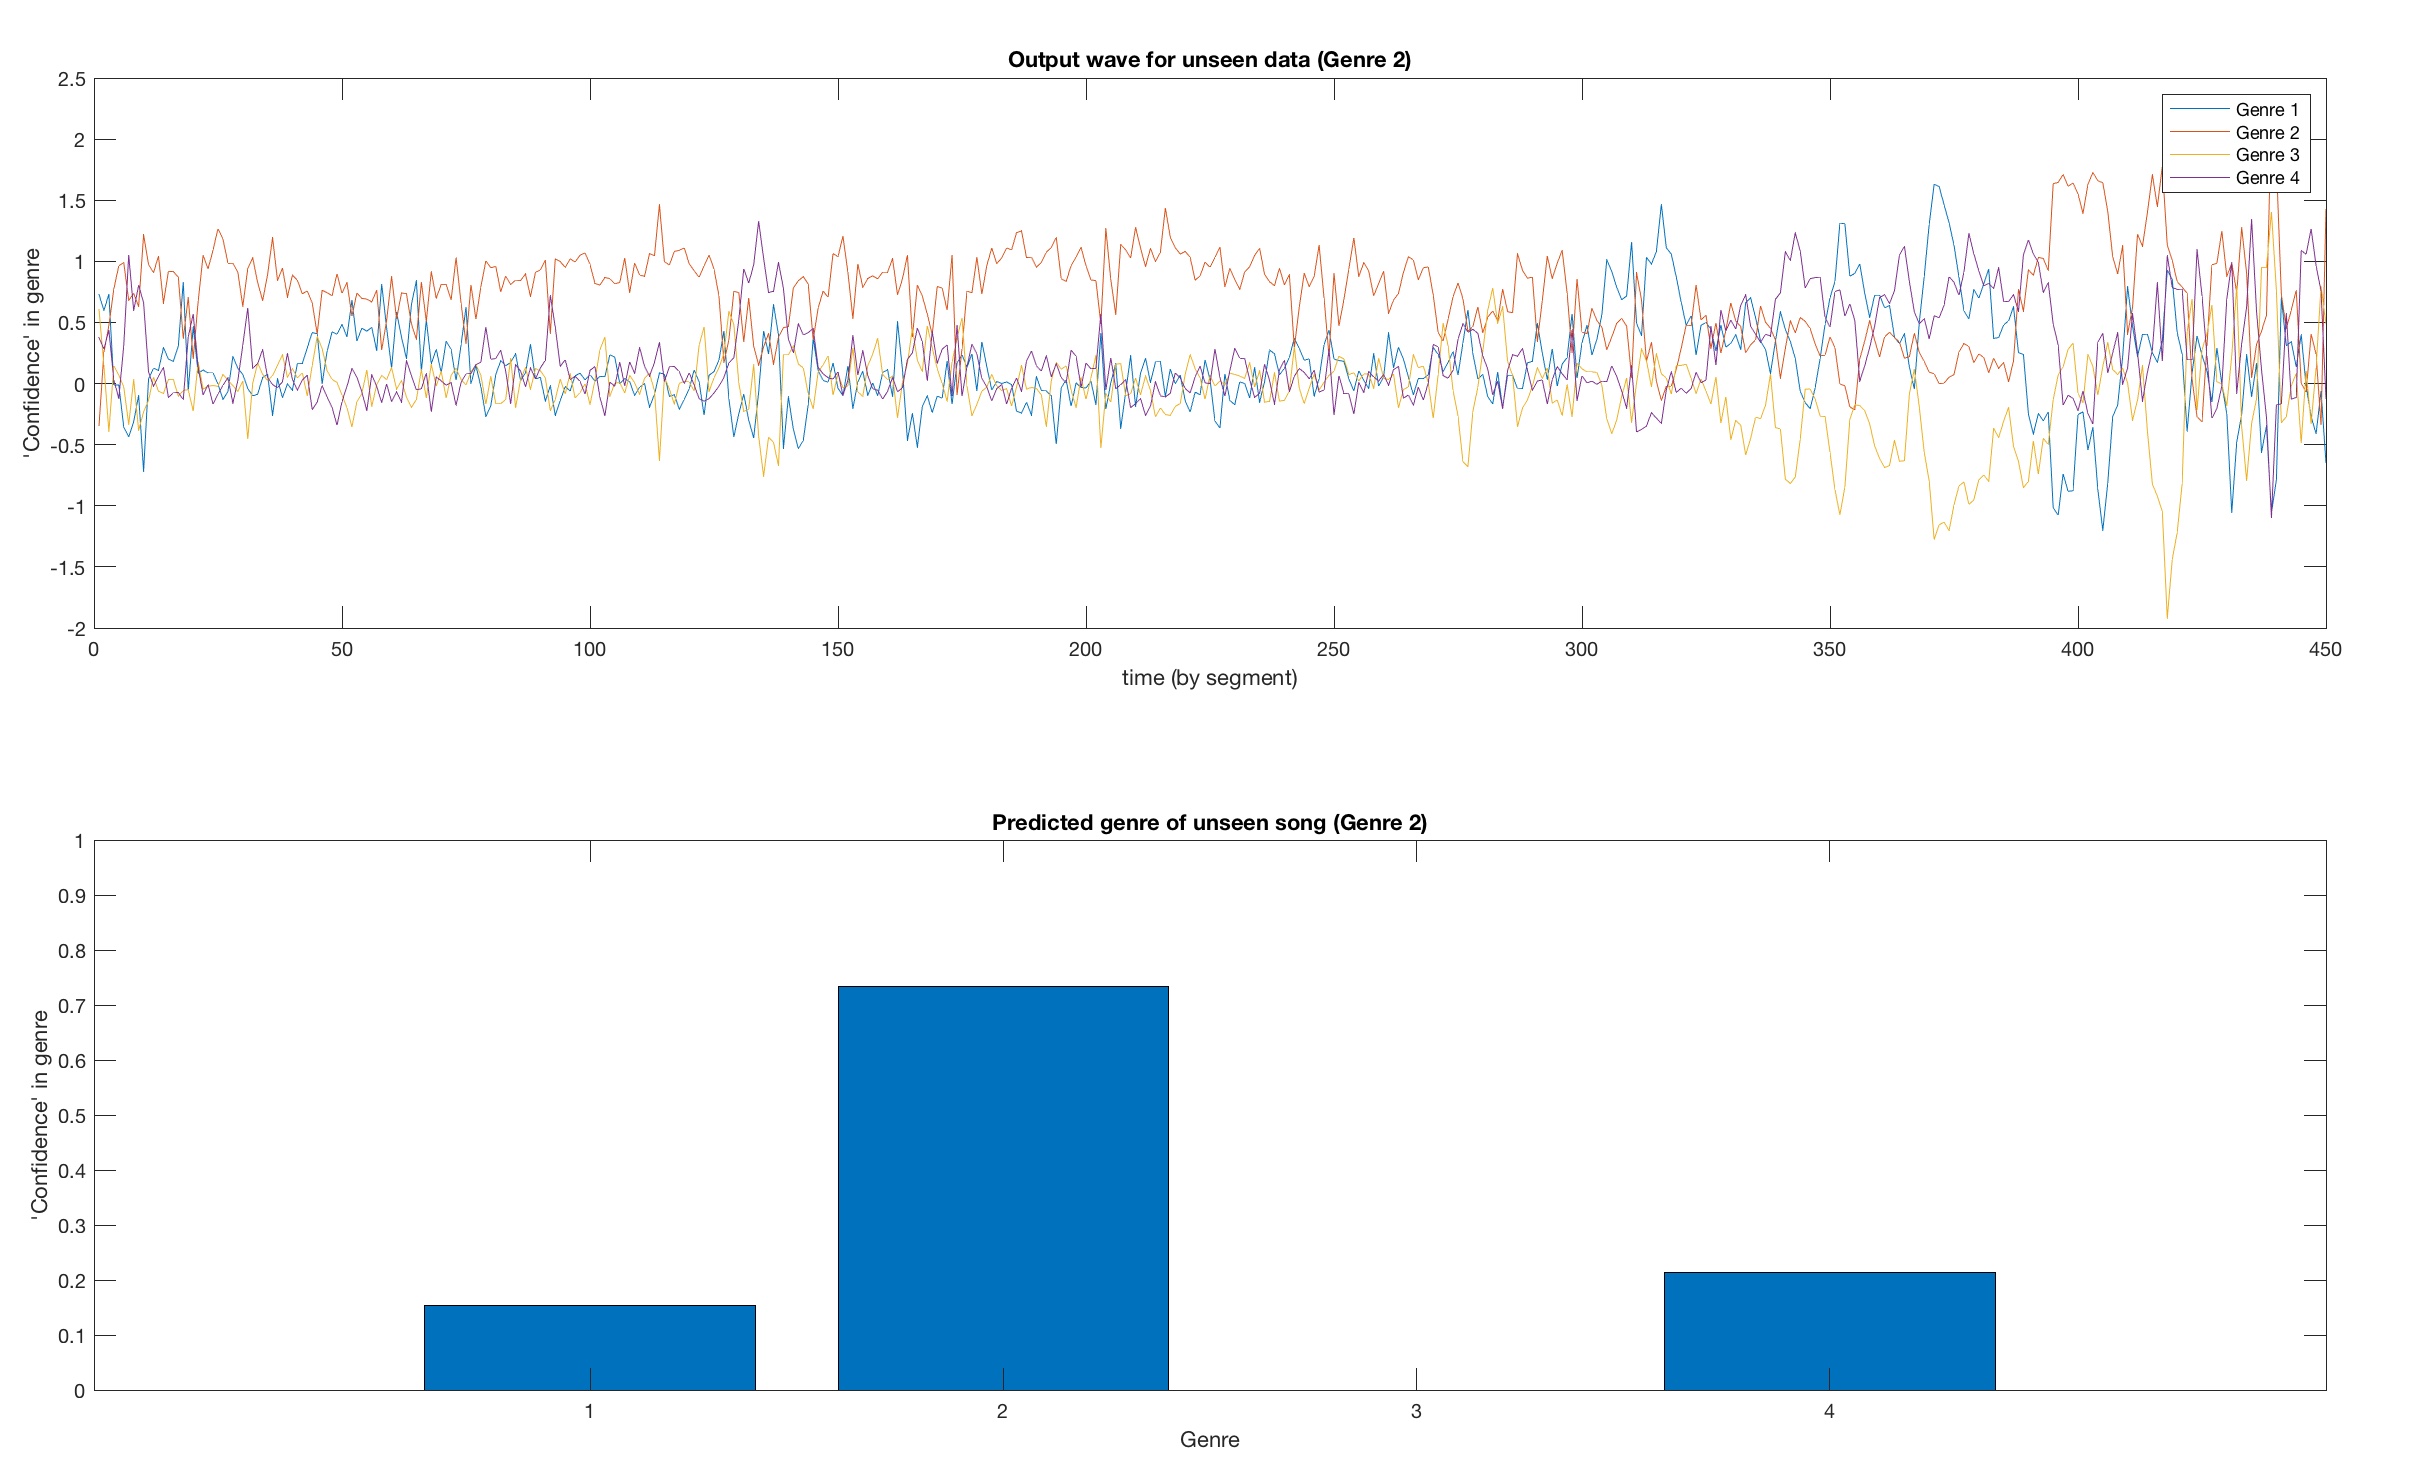 Output wave for unseen data (Genre 2)
2.5
2
1.5
1
0.5
0
-0.5
-1
-1.5
-2
'Confidence' in genre
Genre 1
Genre 2
Genre 3
Genre 4
0 50 100 150 200 250 300 350 400 450
time (by segment)
Predicted genre of unseen song (Genre 2)
1
0.9
0.8
0.7
0.6
0.5
0.4
0.3
0.2
0.1
0
'Confidence' in genre
1 2 3 4
Genre